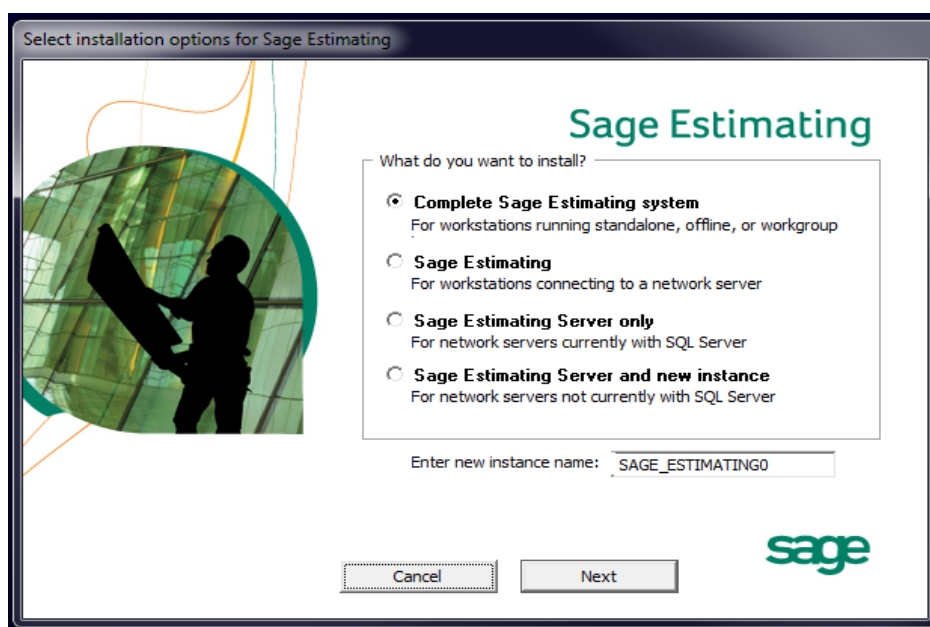 Select installation options for Sage Estimating
Sage Estimating
What do you want to install?
Complete Sage Estimating system
For workstations running standalone, offline, or workgroup
Sage Estimating
For workstations connecting to a network server
Sage Estimating Server only
For network servers currently with SQL Server
Sage Estimating Server and new instance
For network servers not currently with SQL Server
Enter new instance name: SAGE_ESTIMATING0
sage
Cancel Next